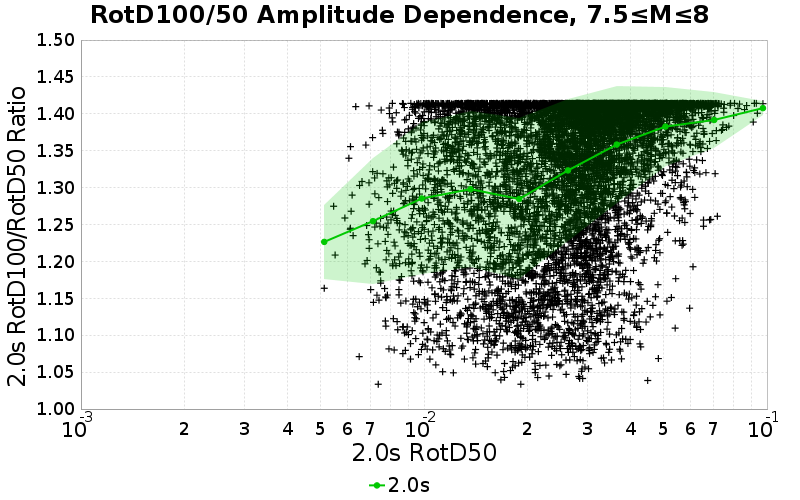 RotD100/50 Amplitude Dependence, 7.5≤M≤8
2.0s RotD100/RotD50 Ratio
1.50
1.45
1.40
1.35
1.30
1.25
1.20
1.15
1.10
1.05
1.00
10-3 2 3 4 5 6 7 10-2 2 3 4 5 6 7 10-1
2.0s RotD50
2.0s